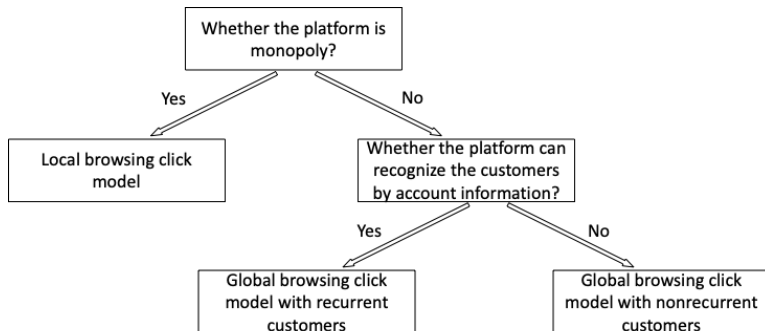 Whether the platform is
monopoly?
Yes
No
Local browsing click
model
Whether the platform can
recognize the customers
by account information?
Yes
No
Global browsing click
model with recurrent
customers
Global browsing click
model with nonrecurrent
customers